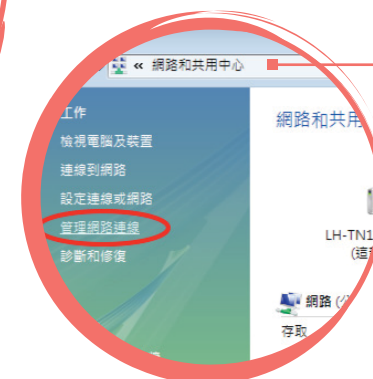 « 網路和共用中心
工作
檢視電腦及裝置
連線到網路
設定連線或網路
管理網路連線
診斷和修復
網路和共用
LH-TN1
網路
存取